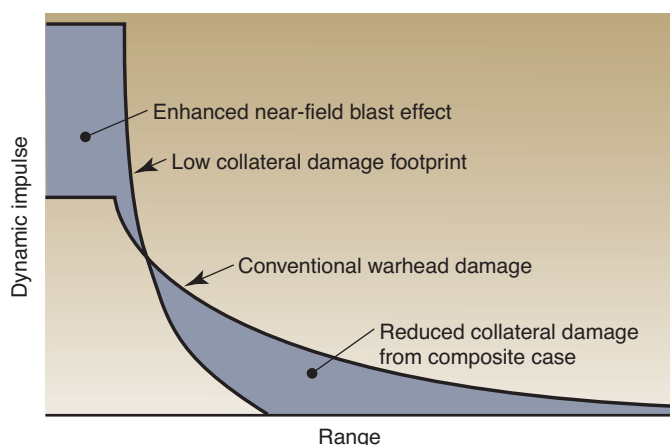 Enhanced near-field blast effect
Low collateral damage footprint
Dynamic impulse
Conventional warhead damage
Reduced collateral damage
from composite case
Range